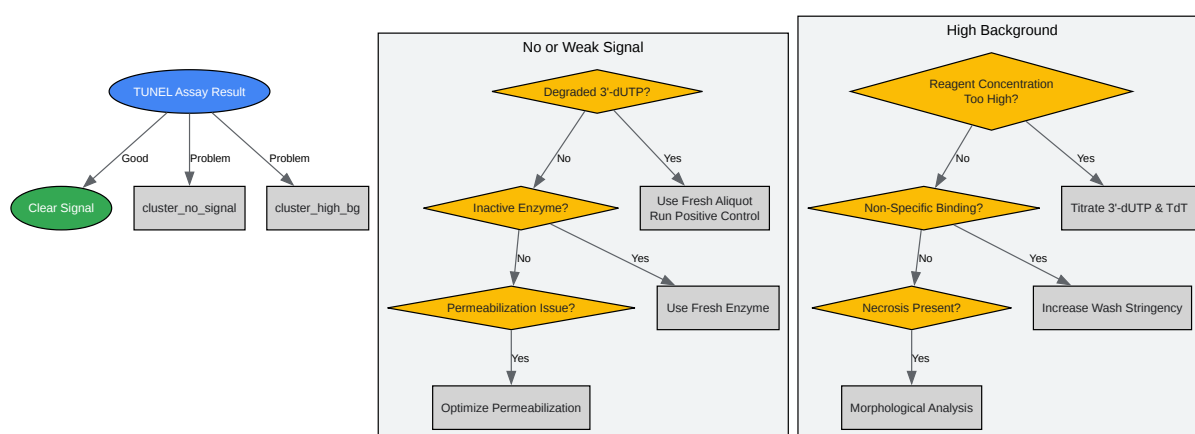 TUNEL Assay Result
Good
Problem
Problem
Clear Signal
cluster_no_signal
cluster_high_bg
No or Weak Signal
Degraded 3'-dUTP?
No
Yes
Inactive Enzyme?
Use Fresh Aliquot
Run Positive Control
No
Yes
Permeabilization Issue?
Use Fresh Enzyme
Yes
Optimize Permeabilization
High Background
Reagent Concentration
Too High?
No
Yes
Non-Specific Binding?
Titrate 3'-dUTP & TdT
No
Yes
Necrosis Present?
Increase Wash Stringency
Yes
Morphological Analysis